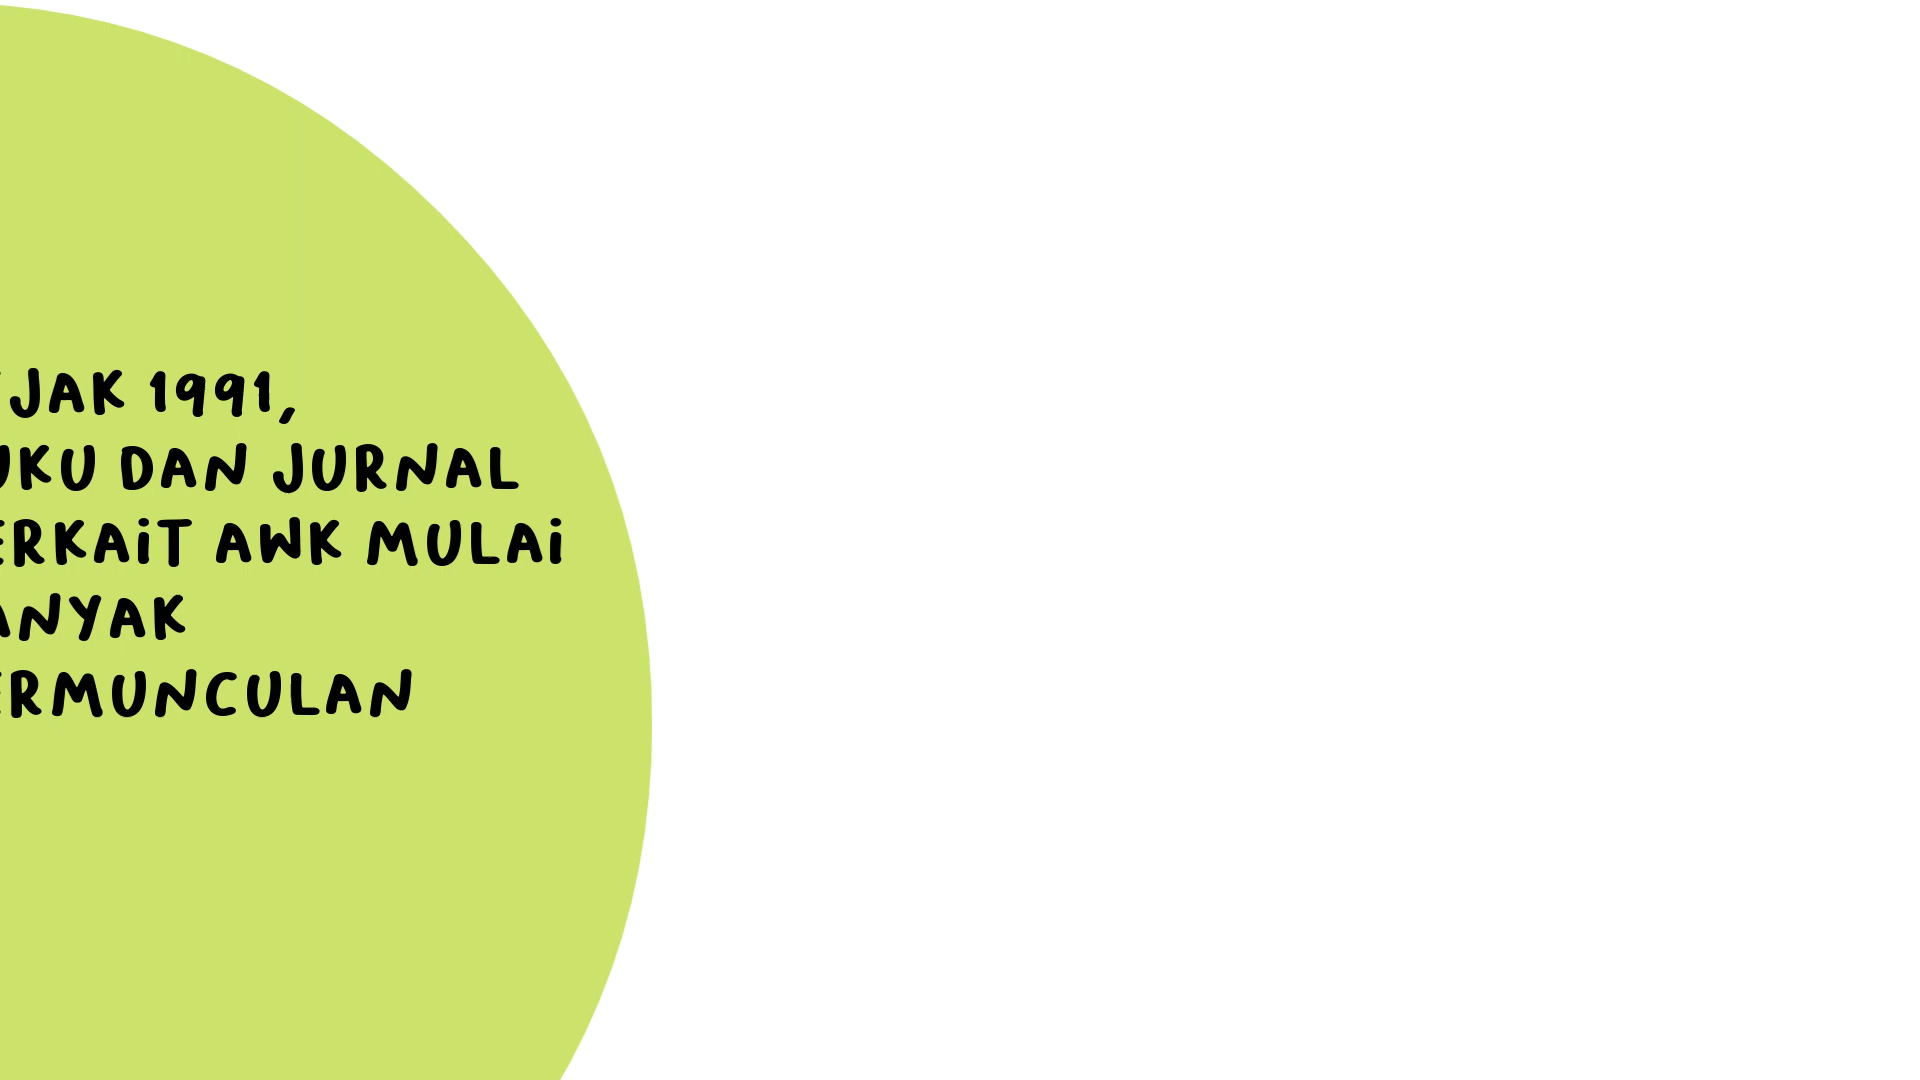 JAK 1991,
UKU DAN JURNAL
ERKAiT AWK MULAi
ANYAK
ERMUNCULAN